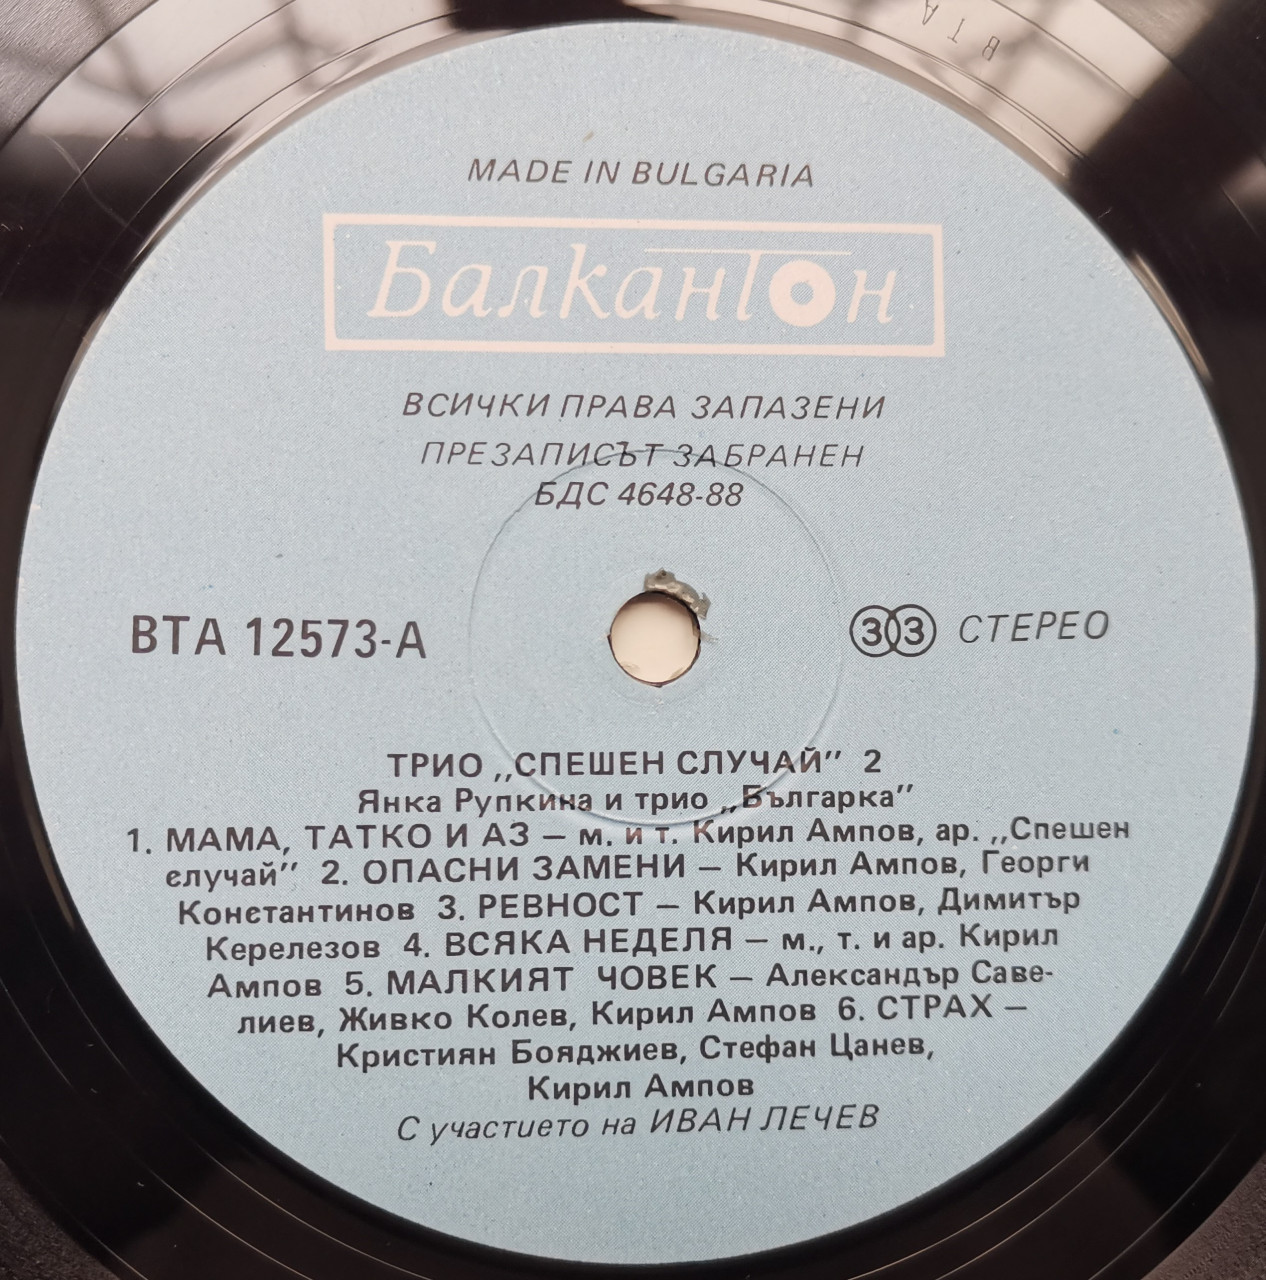 ВТА
MADE IN BULGARIA
Балкантон
ВСИЧКИ ПРАВА ЗАПАЗЕНИ
ПРЕЗАПИСЪТ ЗАБРАНЕН
БДС 4648-88
ВТА 12573-А
33 СТЕРЕО
ТРИО „СПЕШЕН СЛУЧАЙ” 2
Янка Рупкина и трио „Българка”
1. МАМА, ТАТКО И АЗ — м. и т. Кирил Ампов, ар. „Спешен
случай” 2. ОПАСНИ ЗАМЕНИ — Кирил Ампов, Георги
Константинов 3. РЕВНОСТ — Кирил Ампов, Димитър
Керелезов 4. ВСЯКА НЕДЕЛЯ — м., т. и ар. Кирил
Ампов 5. МАЛКИЯТ ЧОВЕК — Александър Саве-
лиев, Живко Колев, Кирил Ампов 6. СТРАХ —
Кристиян Бояджиев, Стефан Цанев,
Кирил Ампов
С участието на ИВАН ЛЕЧЕВ